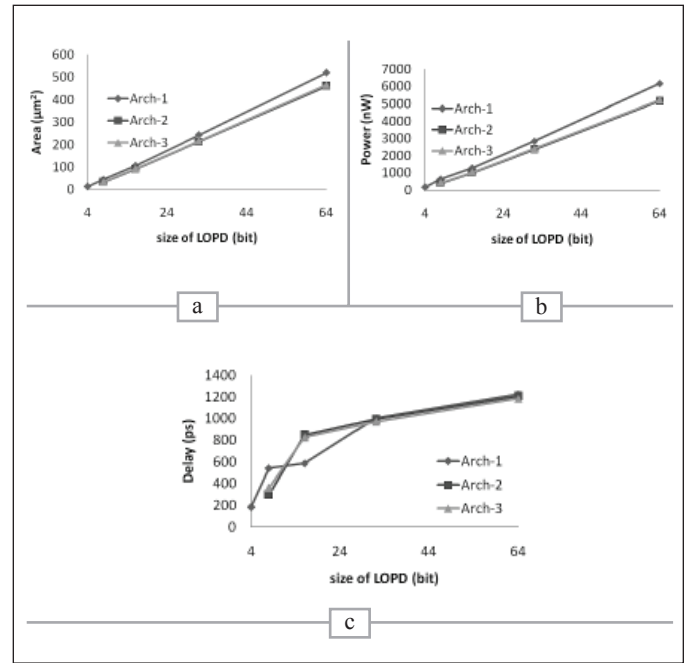 600
500
400
300
200
100
0
Area (µm²)
Arch-1
Arch-2
Arch-3
4 24 44 64
size of LOPD (bit)
a
7000
6000
5000
4000
3000
2000
1000
0
Power (nW)
Arch-1
Arch-2
Arch-3
4 24 44 64
size of LOPD (bit)
b
1400
1200
1000
800
600
400
200
0
Delay (ps)
Arch-1
Arch-2
Arch-3
4 24 44 64
size of LOPD (bit)
c